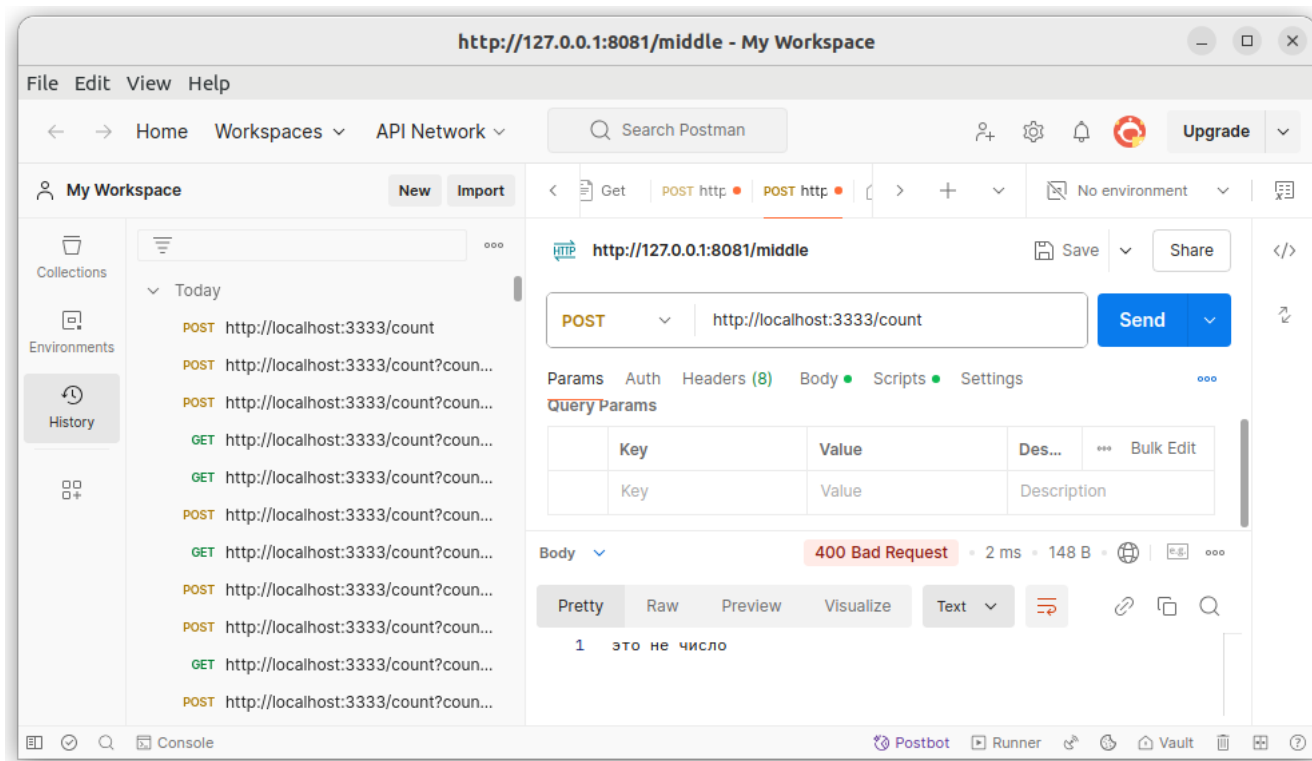 http://127.0.0.1:8081/middle - My Workspace
File Edit View Help
Home Workspaces API Network Search Postman Upgrade
My Workspace New Import
Get POST http POST http No environment
Collections
Environments
History
Today
POST http://localhost:3333/count
POST http://localhost:3333/count?coun...
POST http://localhost:3333/count?coun...
GET http://localhost:3333/count?coun...
GET http://localhost:3333/count?coun...
POST http://localhost:3333/count?coun...
GET http://localhost:3333/count?coun...
POST http://localhost:3333/count?coun...
POST http://localhost:3333/count?coun...
GET http://localhost:3333/count?coun...
POST http://localhost:3333/count?coun...
HTTP http://127.0.0.1:8081/middle Save Share
POST http://localhost:3333/count Send
Params Auth Headers (8) Body Scripts Settings
Query Params
Key Value Des... Bulk Edit
Key Value Description
Body 400 Bad Request 2 ms 148 B e.g.
Pretty Raw Preview Visualize Text
1 это не число
Console Postbot Runner Vault